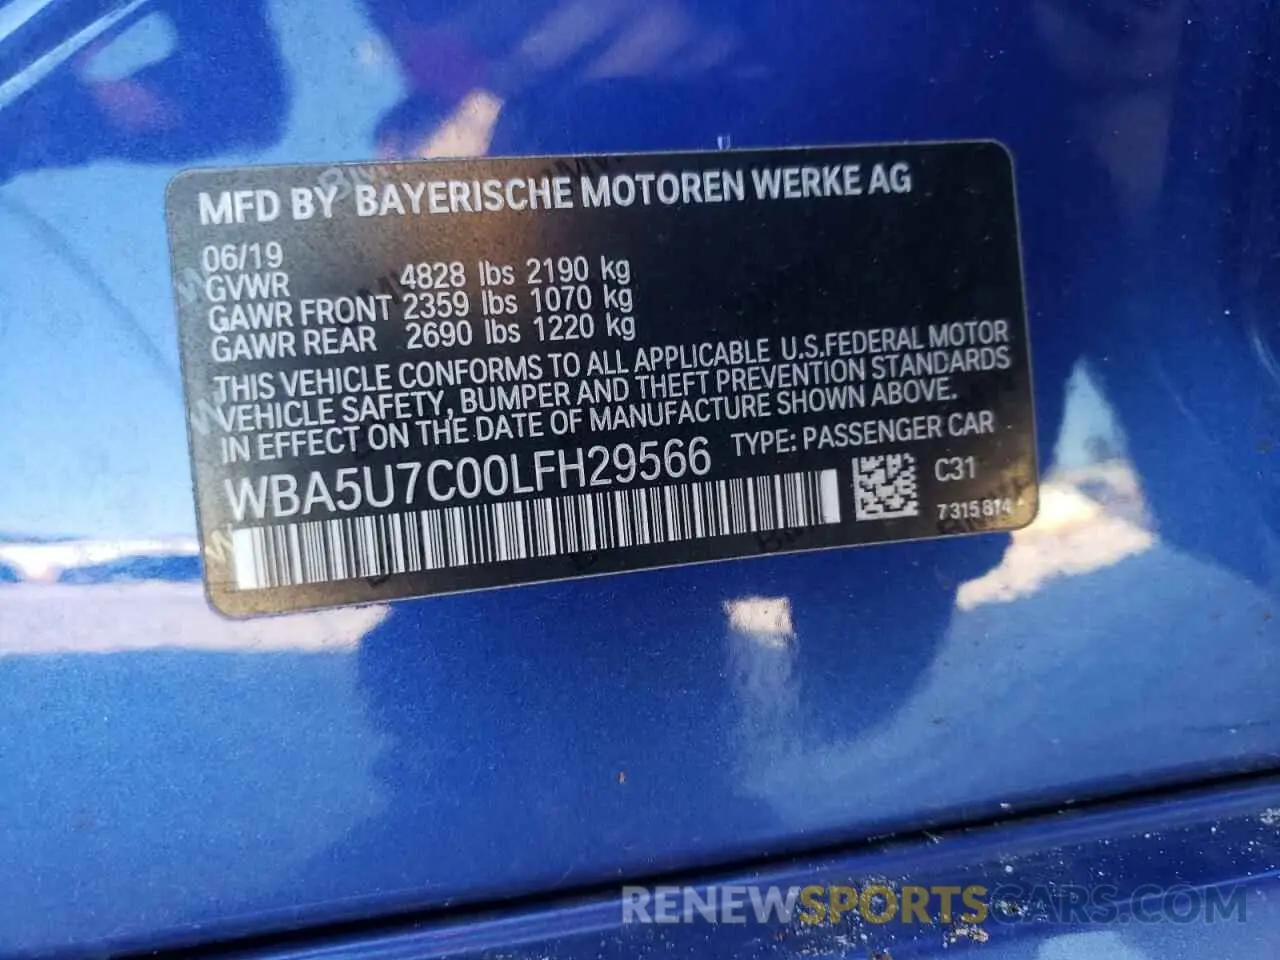 MFD BY BAYERISCHE MOTOREN WERKE AG
06/19
GVWR 4828 lbs 2190 kg
GAWR FRONT 2359 lbs 1070 kg
GAWR REAR 2690 lbs 1220 kg
THIS VEHICLE CONFORMS TO ALL APPLICABLE U.S.FEDERAL MOTOR
VEHICLE SAFETY, BUMPER AND THEFT PREVENTION STANDARDS
IN EFFECT ON THE DATE OF MANUFACTURE SHOWN ABOVE.
WBA5U7C00LFH29566 TYPE: PASSENGER CAR
C31
7315814
RENEWSPORTSCARS.COM